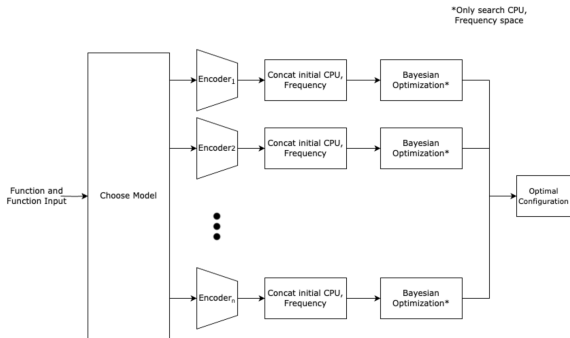 *Only search CPU,
Frequency space
Encoder1
Concat initial CPU,
Frequency
Bayesian
Optimization*
Encoder2
Concat initial CPU,
Frequency
Bayesian
Optimization*
Function and
Function Input
Choose Model
Optimal
Configuration
Encodern
Concat initial CPU,
Frequency
Bayesian
Optimization*